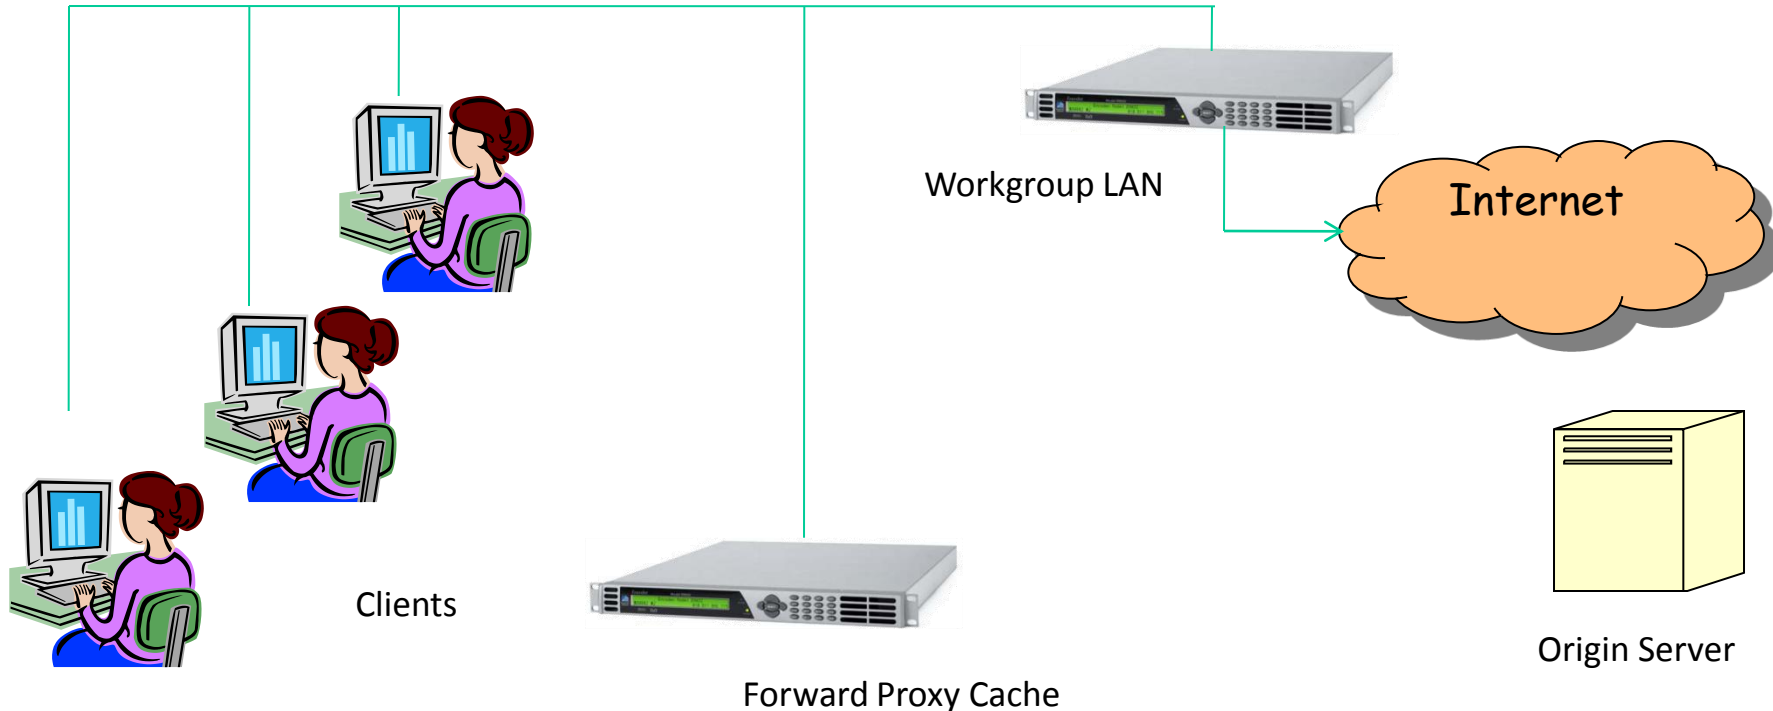 Workgroup LAN
Internet
Clients
Origin Server
Forward Proxy Cache